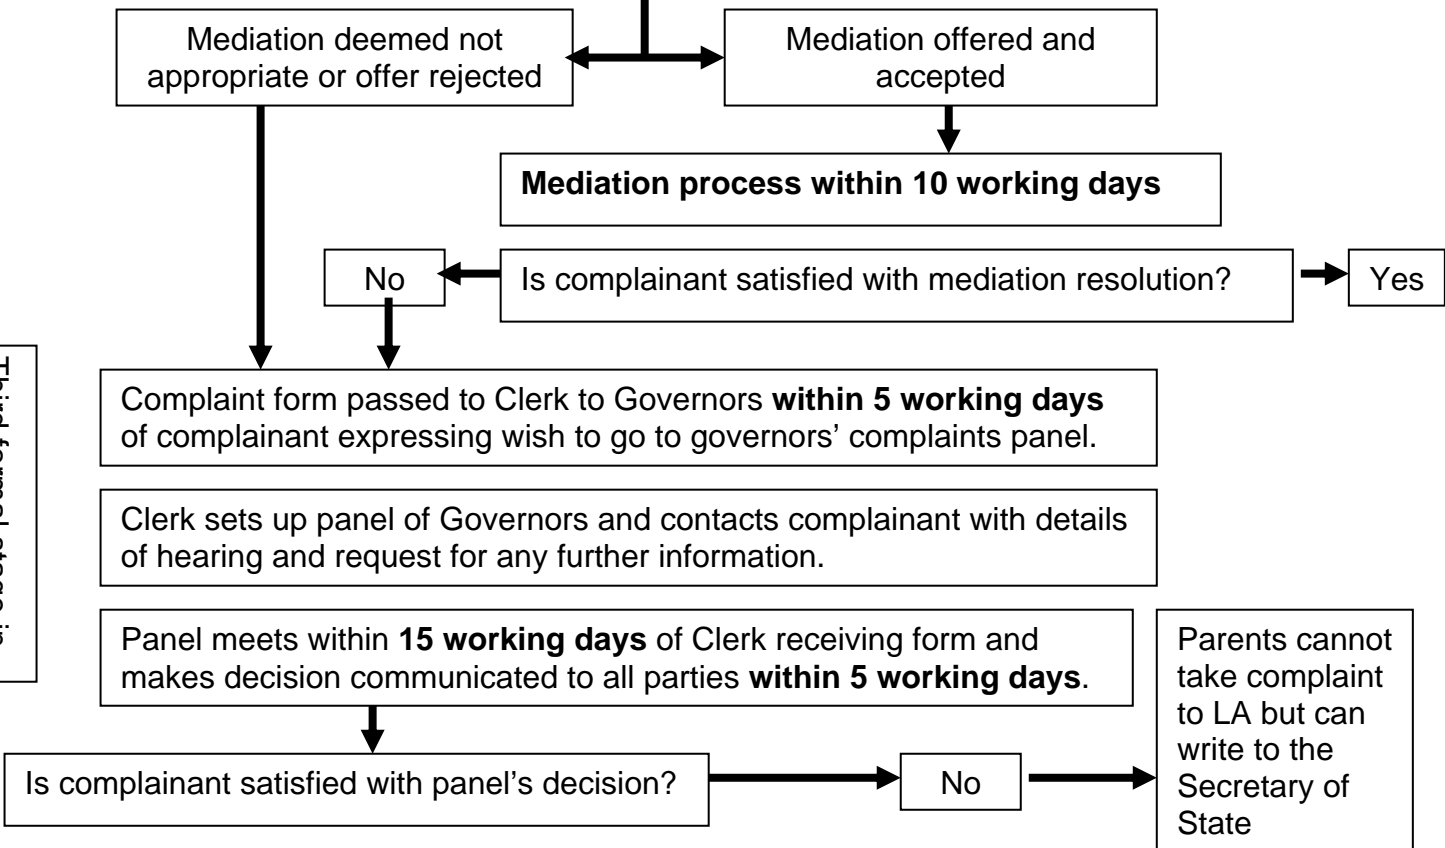 Mediation deemed not
appropriate or offer rejected
Mediation offered and
accepted
Mediation process within 10 working days
No
Is complainant satisfied with mediation resolution?
Yes
Complaint form passed to Clerk to Governors within 5 working days
of complainant expressing wish to go to governors’ complaints panel.
Clerk sets up panel of Governors and contacts complainant with details
of hearing and request for any further information.
Third formal stage in
Panel meets within 15 working days of Clerk receiving form and
makes decision communicated to all parties within 5 working days.
Parents cannot
take complaint
to LA but can
write to the
Secretary of
State
Is complainant satisfied with panel’s decision?
No